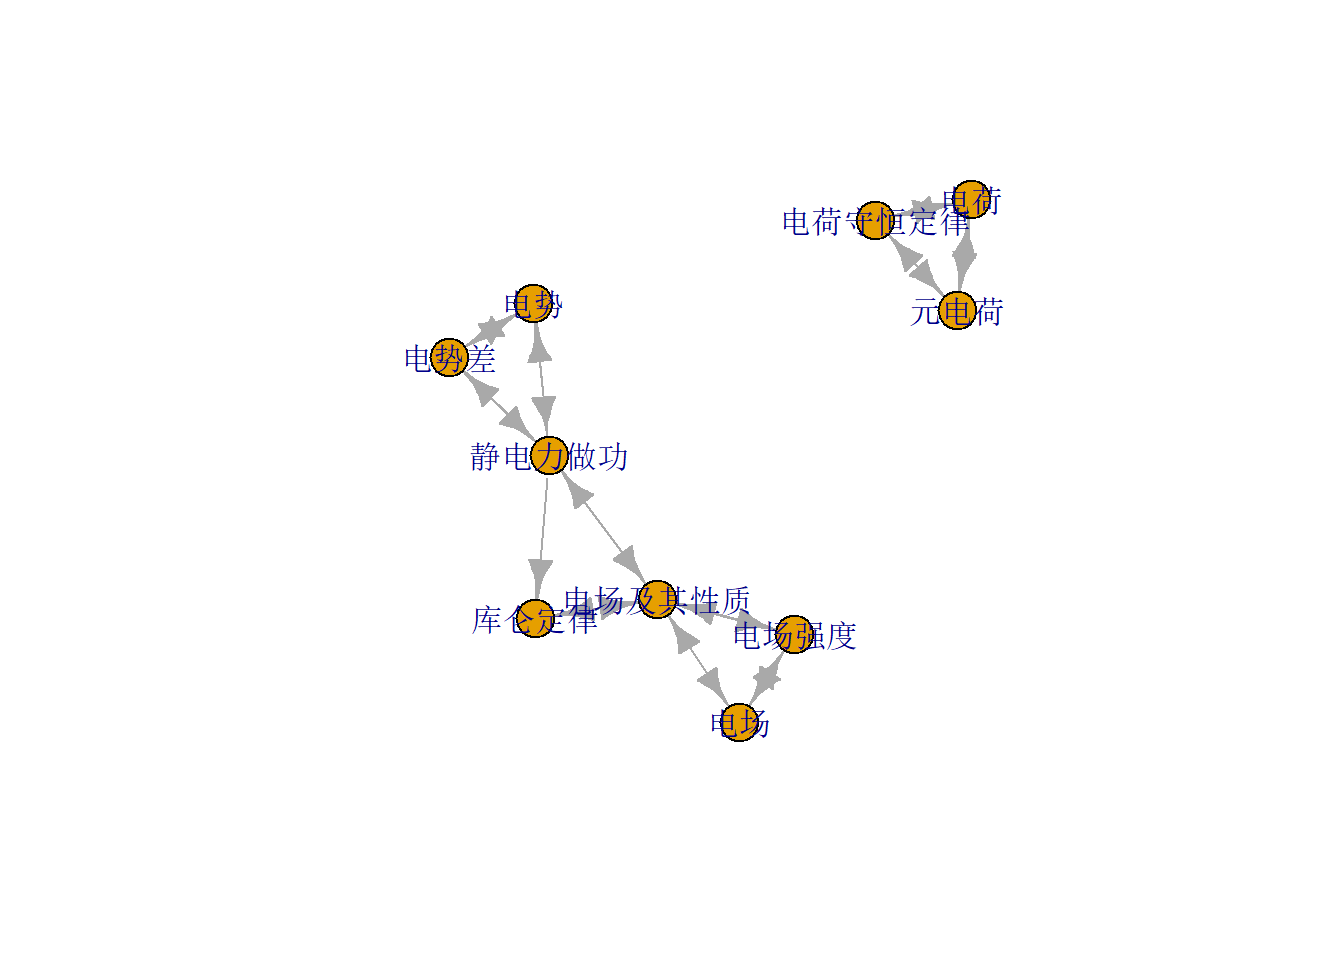 电荷
电荷守恒定律
元电荷
电势
电势差
静电力做功
电场及其性质
库仑定律
电场强度
电场